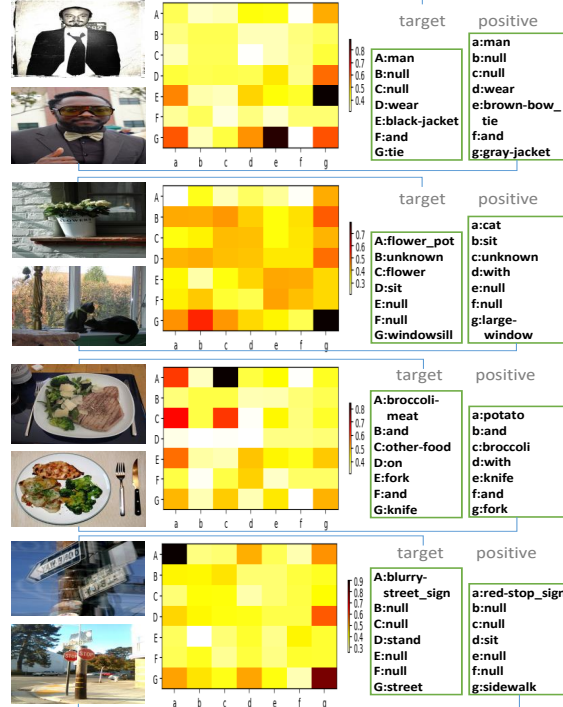 target positive
A
B
C
D
E
F
G
a b c d e f g
0.8
0.7
0.6
0.5
0.4
A:man
B:null
C:null
D:wear
E:black-jacket
F:and
G:tie
a:man
b:null
c:null
d:wear
e:brown-bow_
tie
f:and
g:gray-jacket
target positive
A
B
C
D
E
F
G
a b c d e f g
0.7
0.6
0.5
0.4
0.3
A:flower_pot
B:unknown
C:flower
D:sit
E:null
F:null
G:windowsill
a:cat
b:sit
c:unknown
d:with
e:null
f:null
g:large-
window
target positive
A
B
C
D
E
F
G
a b c d e f g
0.8
0.7
0.6
0.5
0.4
A:broccoli-
meat
B:and
C:other-food
D:on
E:fork
F:and
G:knife
a:potato
b:and
c:broccoli
d:with
e:knife
f:and
g:fork
target positive
A
B
C
D
E
F
G
a b c d e f g
0.9
0.8
0.7
0.6
0.5
0.4
0.3
A:blurry-
street_sign
B:null
C:null
D:stand
E:null
F:null
G:street
a:red-stop_sign
b:null
c:null
d:sit
e:null
f:null
g:sidewalk